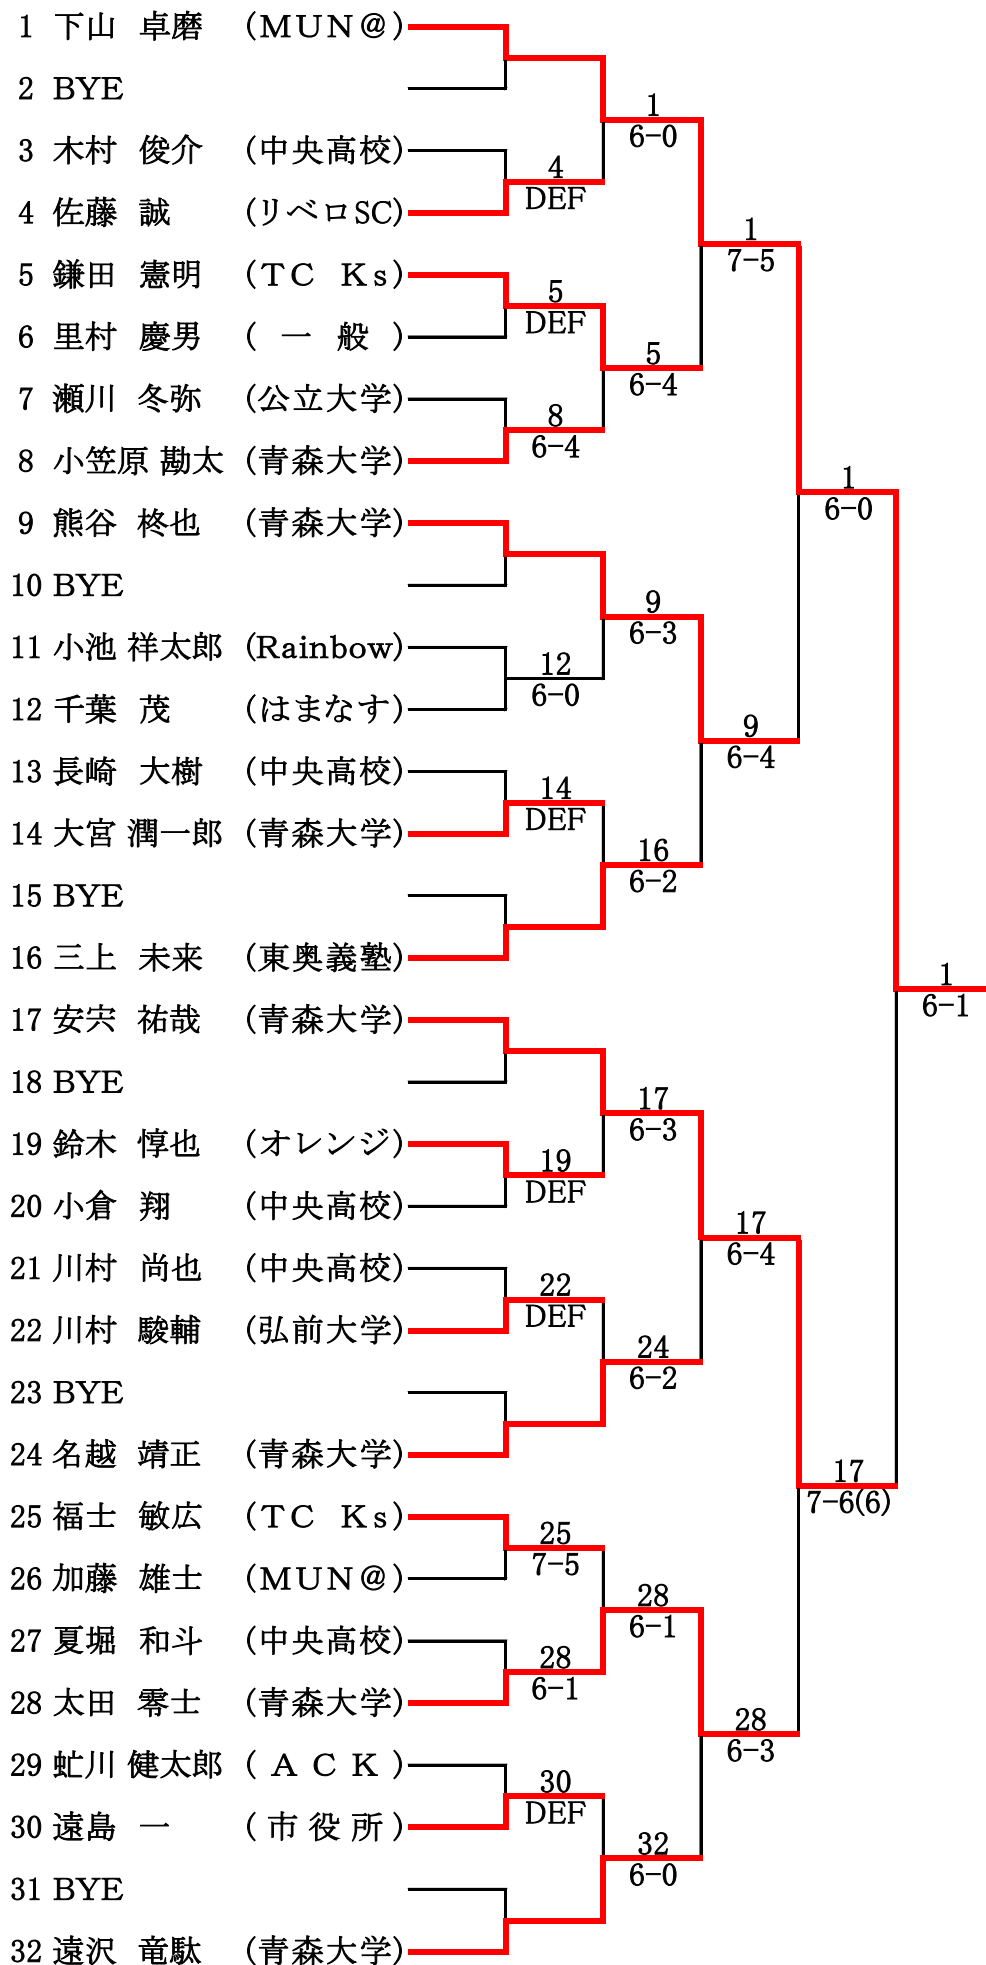 1 下山 卓磨 (MUN@)
2 BYE
3 木村 俊介 (中央高校)
4 佐藤 誠 (リベロSC)
5 鎌田 憲明 (TC Ks)
6 里村 慶男 (一般)
7 瀬川 冬弥 (公立大学)
8 小笠原 勘太 (青森大学)
9 熊谷 柊也 (青森大学)
10 BYE
11 小池 祥太郎 (Rainbow)
12 千葉 茂 (はまなす)
13 長崎 大樹 (中央高校)
14 大宮 潤一郎 (青森大学)
15 BYE
16 三上 未来 (東奥義塾)
17 安宍 祐哉 (青森大学)
18 BYE
19 鈴木 惇也 (オレンジ)
20 小倉 翔 (中央高校)
21 川村 尚也 (中央高校)
22 川村 駿輔 (弘前大学)
23 BYE
24 名越 靖正 (青森大学)
25 福士 敏広 (TC Ks)
26 加藤 雄士 (MUN@)
27 夏堀 和斗 (中央高校)
28 太田 零士 (青森大学)
29 虻川 健太郎 (ACK)
30 遠島 一 (市役所)
31 BYE
32 遠沢 竜駄 (青森大学)
4
DEF
5
DEF
8
6-4
12
6-0
14
DEF
19
DEF
22
DEF
25
7-5
28
6-1
30
DEF
1
6-0
5
6-4
9
6-3
16
6-2
17
6-3
24
6-2
28
6-1
32
6-0
1
7-5
9
6-4
17
6-4
28
6-3
1
6-0
17
7-6(6)
1
6-1